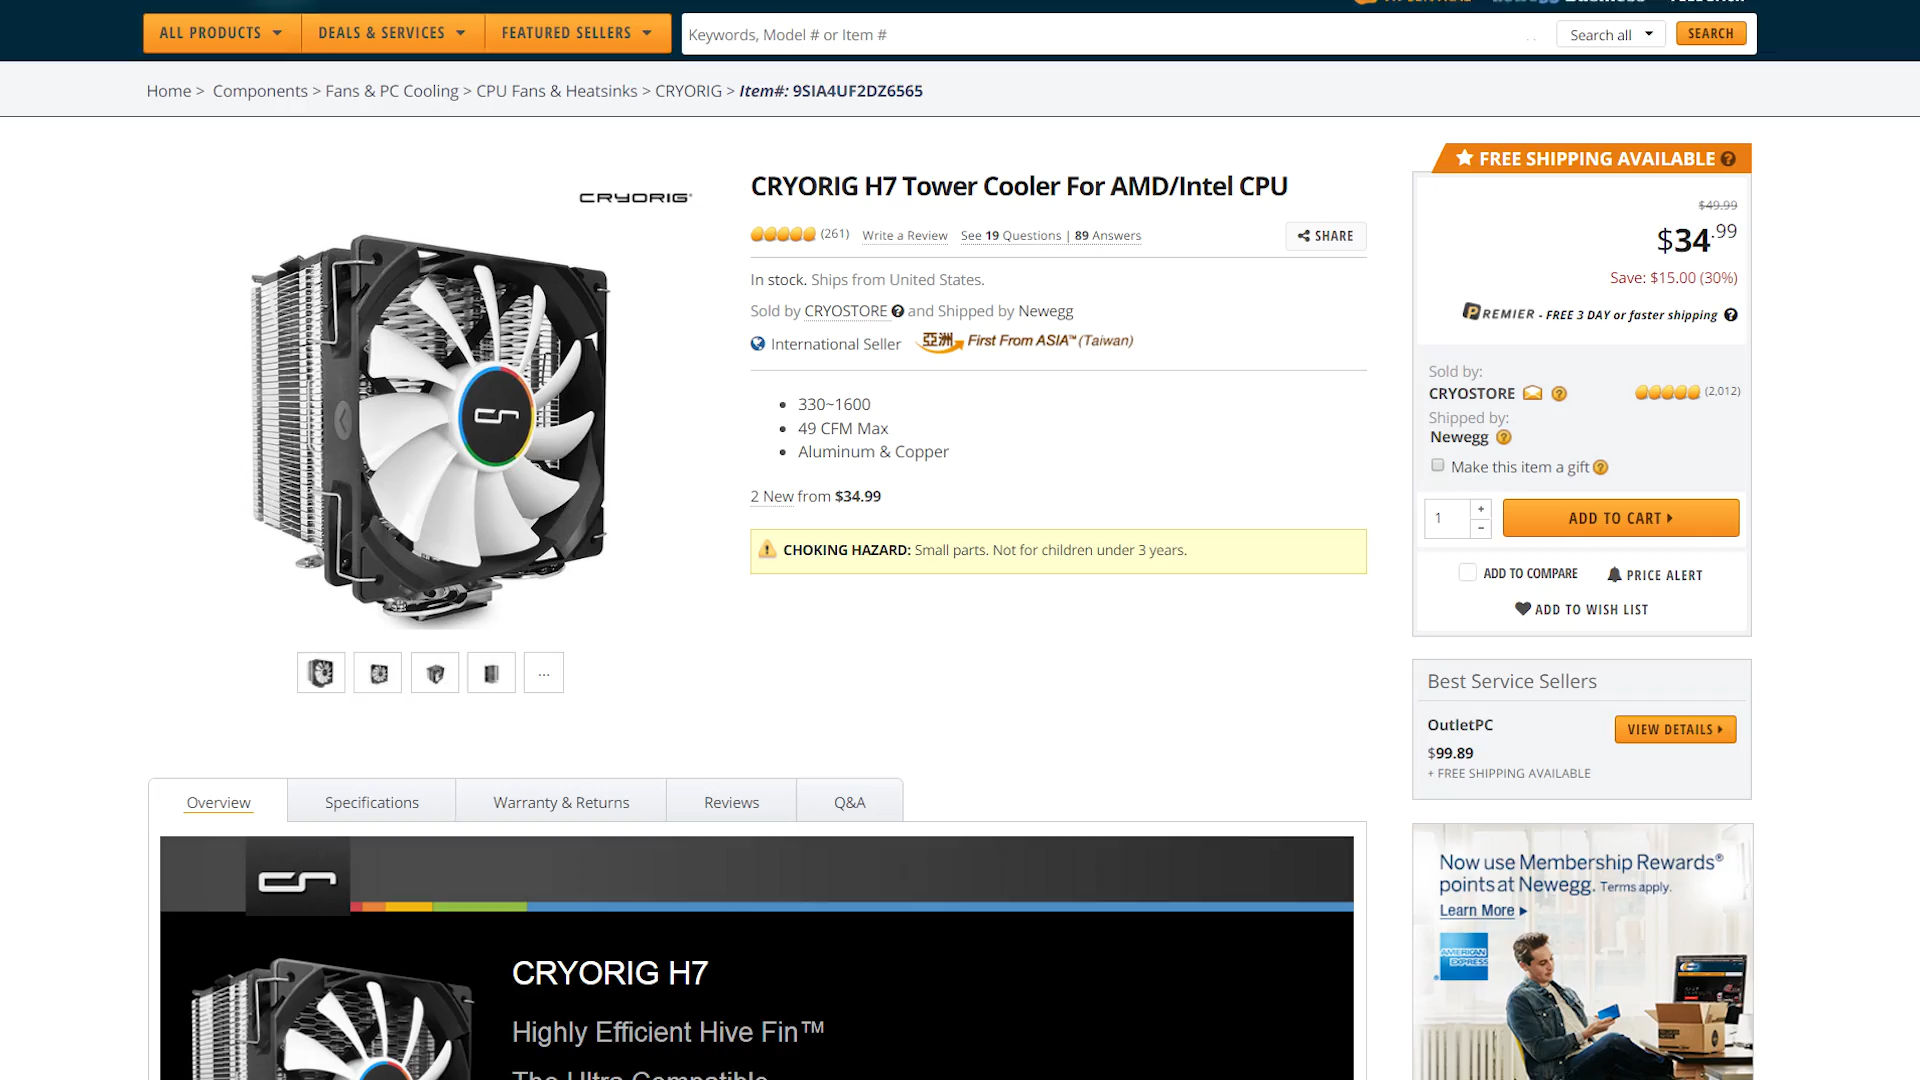 ALL PRODUCTS
DEALS & SERVICES
FEATURED SELLERS
Keywords, Model # or Item #
Search all
SEARCH
Home > Components > Fans & PC Cooling > CPU Fans & Heatsinks > CRYORIG > Item#: 9SIA4UF2DZ6565
CRYORIG
CRYORIG H7 Tower Cooler For AMD/Intel CPU
(261) Write a Review See 19 Questions | 89 Answers
SHARE
In stock. Ships from United States.
Sold by CRYOSTORE ? and Shipped by Newegg
International Seller 亞洲 First From ASIA™ (Taiwan)
• 330~1600
• 49 CFM Max
• Aluminum & Copper
2 New from $34.99
CHOKING HAZARD: Small parts. Not for children under 3 years.
...
FREE SHIPPING AVAILABLE ?
$49.99
$34.99
Save: $15.00 (30%)
PREMIER - FREE 3 DAY or faster shipping ?
Sold by:
CRYOSTORE ? (2,012)
Shipped by:
Newegg ?
Make this item a gift ?
1 + −
ADD TO CART
ADD TO COMPARE
PRICE ALERT
ADD TO WISH LIST
Best Service Sellers
OutletPC
VIEW DETAILS
$99.89
+ FREE SHIPPING AVAILABLE
Overview
Specifications
Warranty & Returns
Reviews
Q&A
CRYORIG H7
Highly Efficient Hive Fin™
The Ultra Compatible
Now use Membership Rewards®
points at Newegg. Terms apply.
Learn More
AMERICAN
EXPRESS